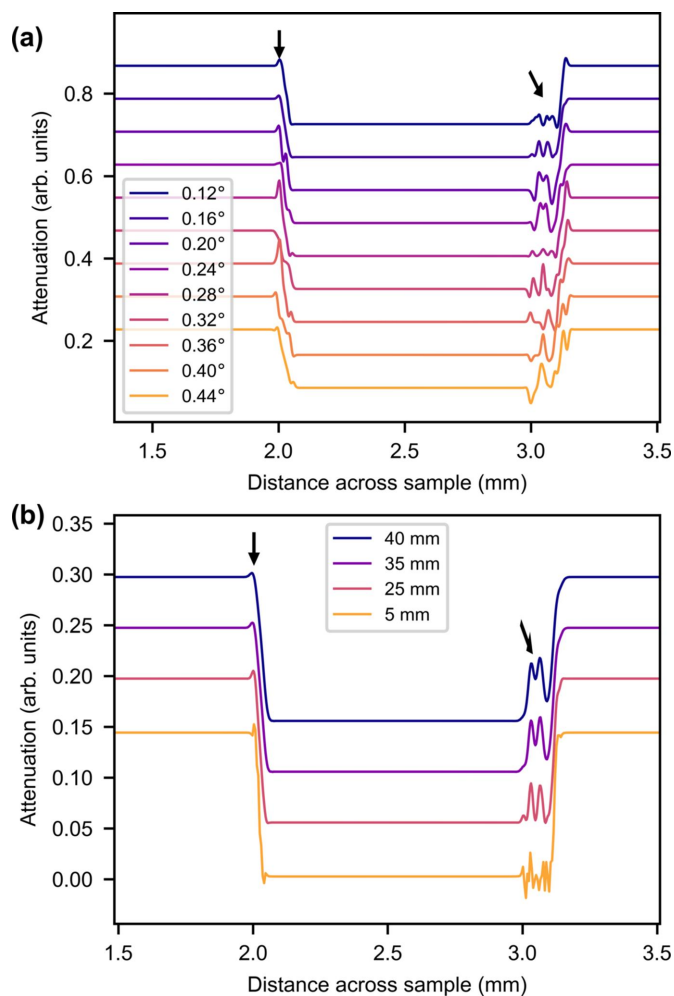 (a)
Attenuation (arb. units)
0.8
0.6
0.4
0.2
0.12°
0.16°
0.20°
0.24°
0.28°
0.32°
0.36°
0.40°
0.44°
1.5 2.0 2.5 3.0 3.5
Distance across sample (mm)
(b)
Attenuation (arb. units)
0.35
0.30
0.25
0.20
0.15
0.10
0.05
0.00
40 mm
35 mm
25 mm
5 mm
1.5 2.0 2.5 3.0 3.5
Distance across sample (mm)